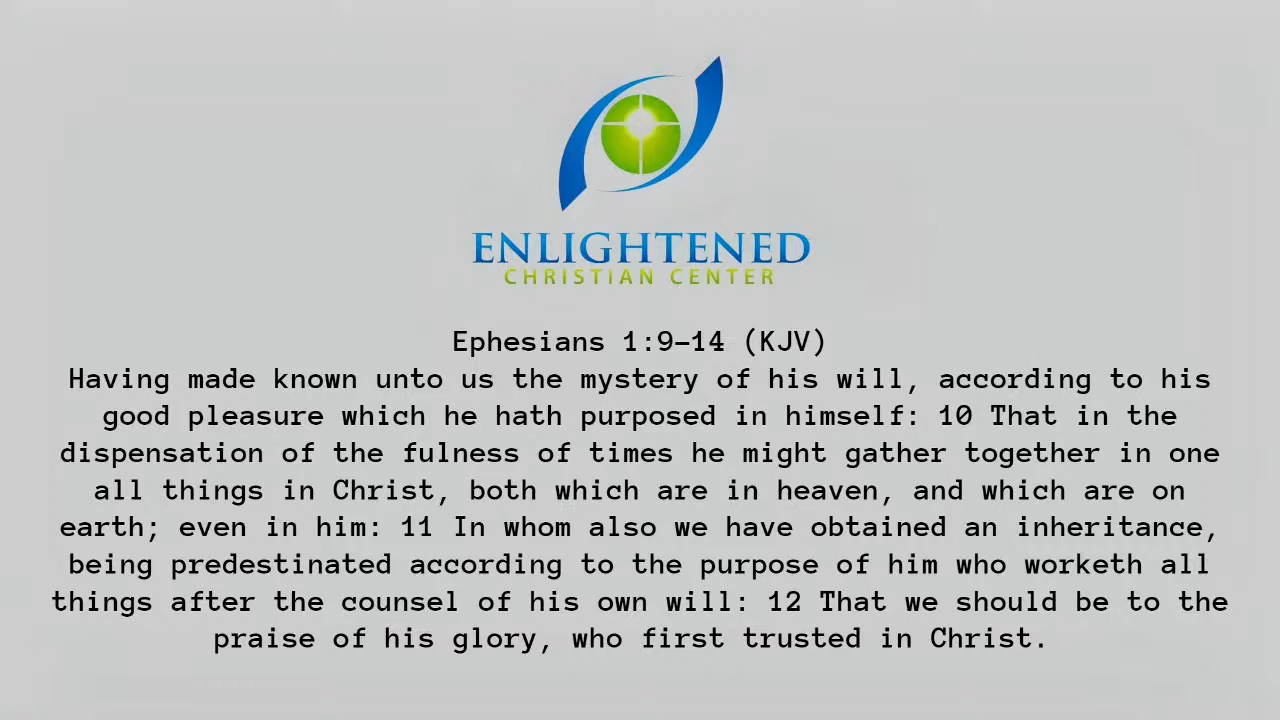 ENLIGHTENED
CHRISTIAN CENTER
Ephesians 1:9-14 (KJV)
Having made known unto us the mystery of his will, according to his
good pleasure which he hath purposed in himself: 10 That in the
dispensation of the fulness of times he might gather together in one
all things in Christ, both which are in heaven, and which are on
earth; even in him: 11 In whom also we have obtained an inheritance,
being predestinated according to the purpose of him who worketh all
things after the counsel of his own will: 12 That we should be to the
praise of his glory, who first trusted in Christ.